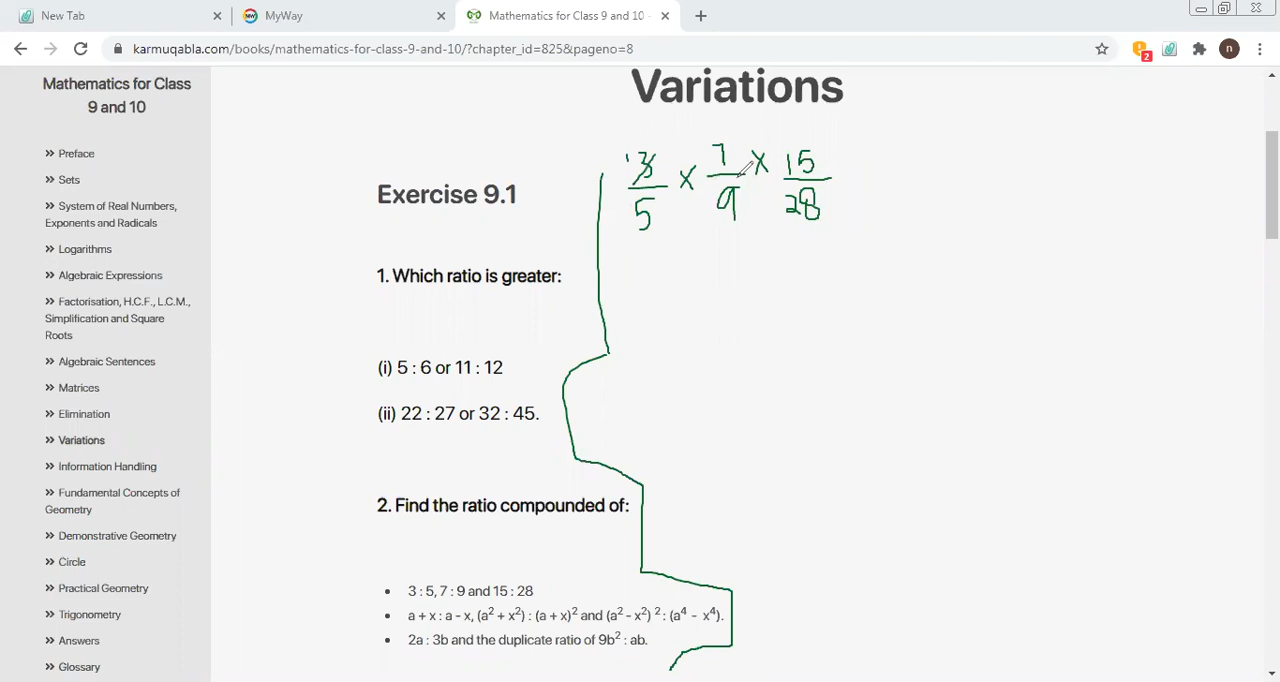 New Tab
MyWay
Mathematics for Class 9 and 10
karmuqabla.com/books/mathematics-for-class-9-and-10/?chapter_id=825&pageno=8
2
n
Mathematics for Class
9 and 10
» Preface
» Sets
» System of Real Numbers,
Exponents and Radicals
» Logarithms
» Algebraic Expressions
» Factorisation, H.C.F., L.C.M.,
Simplification and Square
Roots
» Algebraic Sentences
» Matrices
» Elimination
» Variations
» Information Handling
» Fundamental Concepts of
Geometry
» Demonstrative Geometry
» Circle
» Practical Geometry
» Trigonometry
» Answers
» Glossary
Variations
1 3/5 × 7/9 × 15/28
Exercise 9.1
1. Which ratio is greater:
(i) 5 : 6 or 11 : 12
(ii) 22 : 27 or 32 : 45.
2. Find the ratio compounded of:
• 3 : 5, 7 : 9 and 15 : 28
• a + x : a - x, (a² + x²) : (a + x)² and (a² - x²) ² : (a⁴ - x⁴).
• 2a : 3b and the duplicate ratio of 9b² : ab.